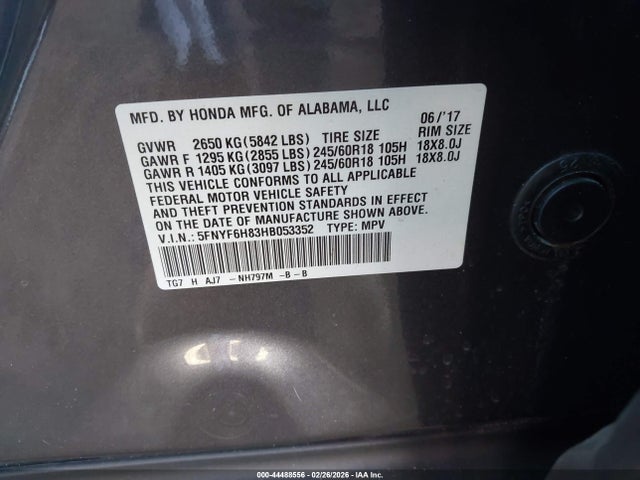 MFD. BY HONDA MFG. OF ALABAMA, LLC 06/'17
GVWR 2650 KG(5842 LBS) TIRE SIZE RIM SIZE
GAWR F 1295 KG(2855 LBS)245/60R18 105H 18X8.0J
GAWR R 1405 KG(3097 LBS)245/60R18 105H 18X8.0J
THIS VEHICLE CONFORMS TO ALL APPLICABLE
FEDERAL MOTOR VEHICLE SAFETY
AND THEFT PREVENTION STANDARDS IN EFFECT
ON THE DATE OF MANUFACTURE SHOWN ABOVE.
V.I.N.: 5FNYF6H83HB053352 TYPE: MPV
TG7 H AJ7 -NH797M -B-B
000-44488556 | 02/26/2026 - IAA Inc.